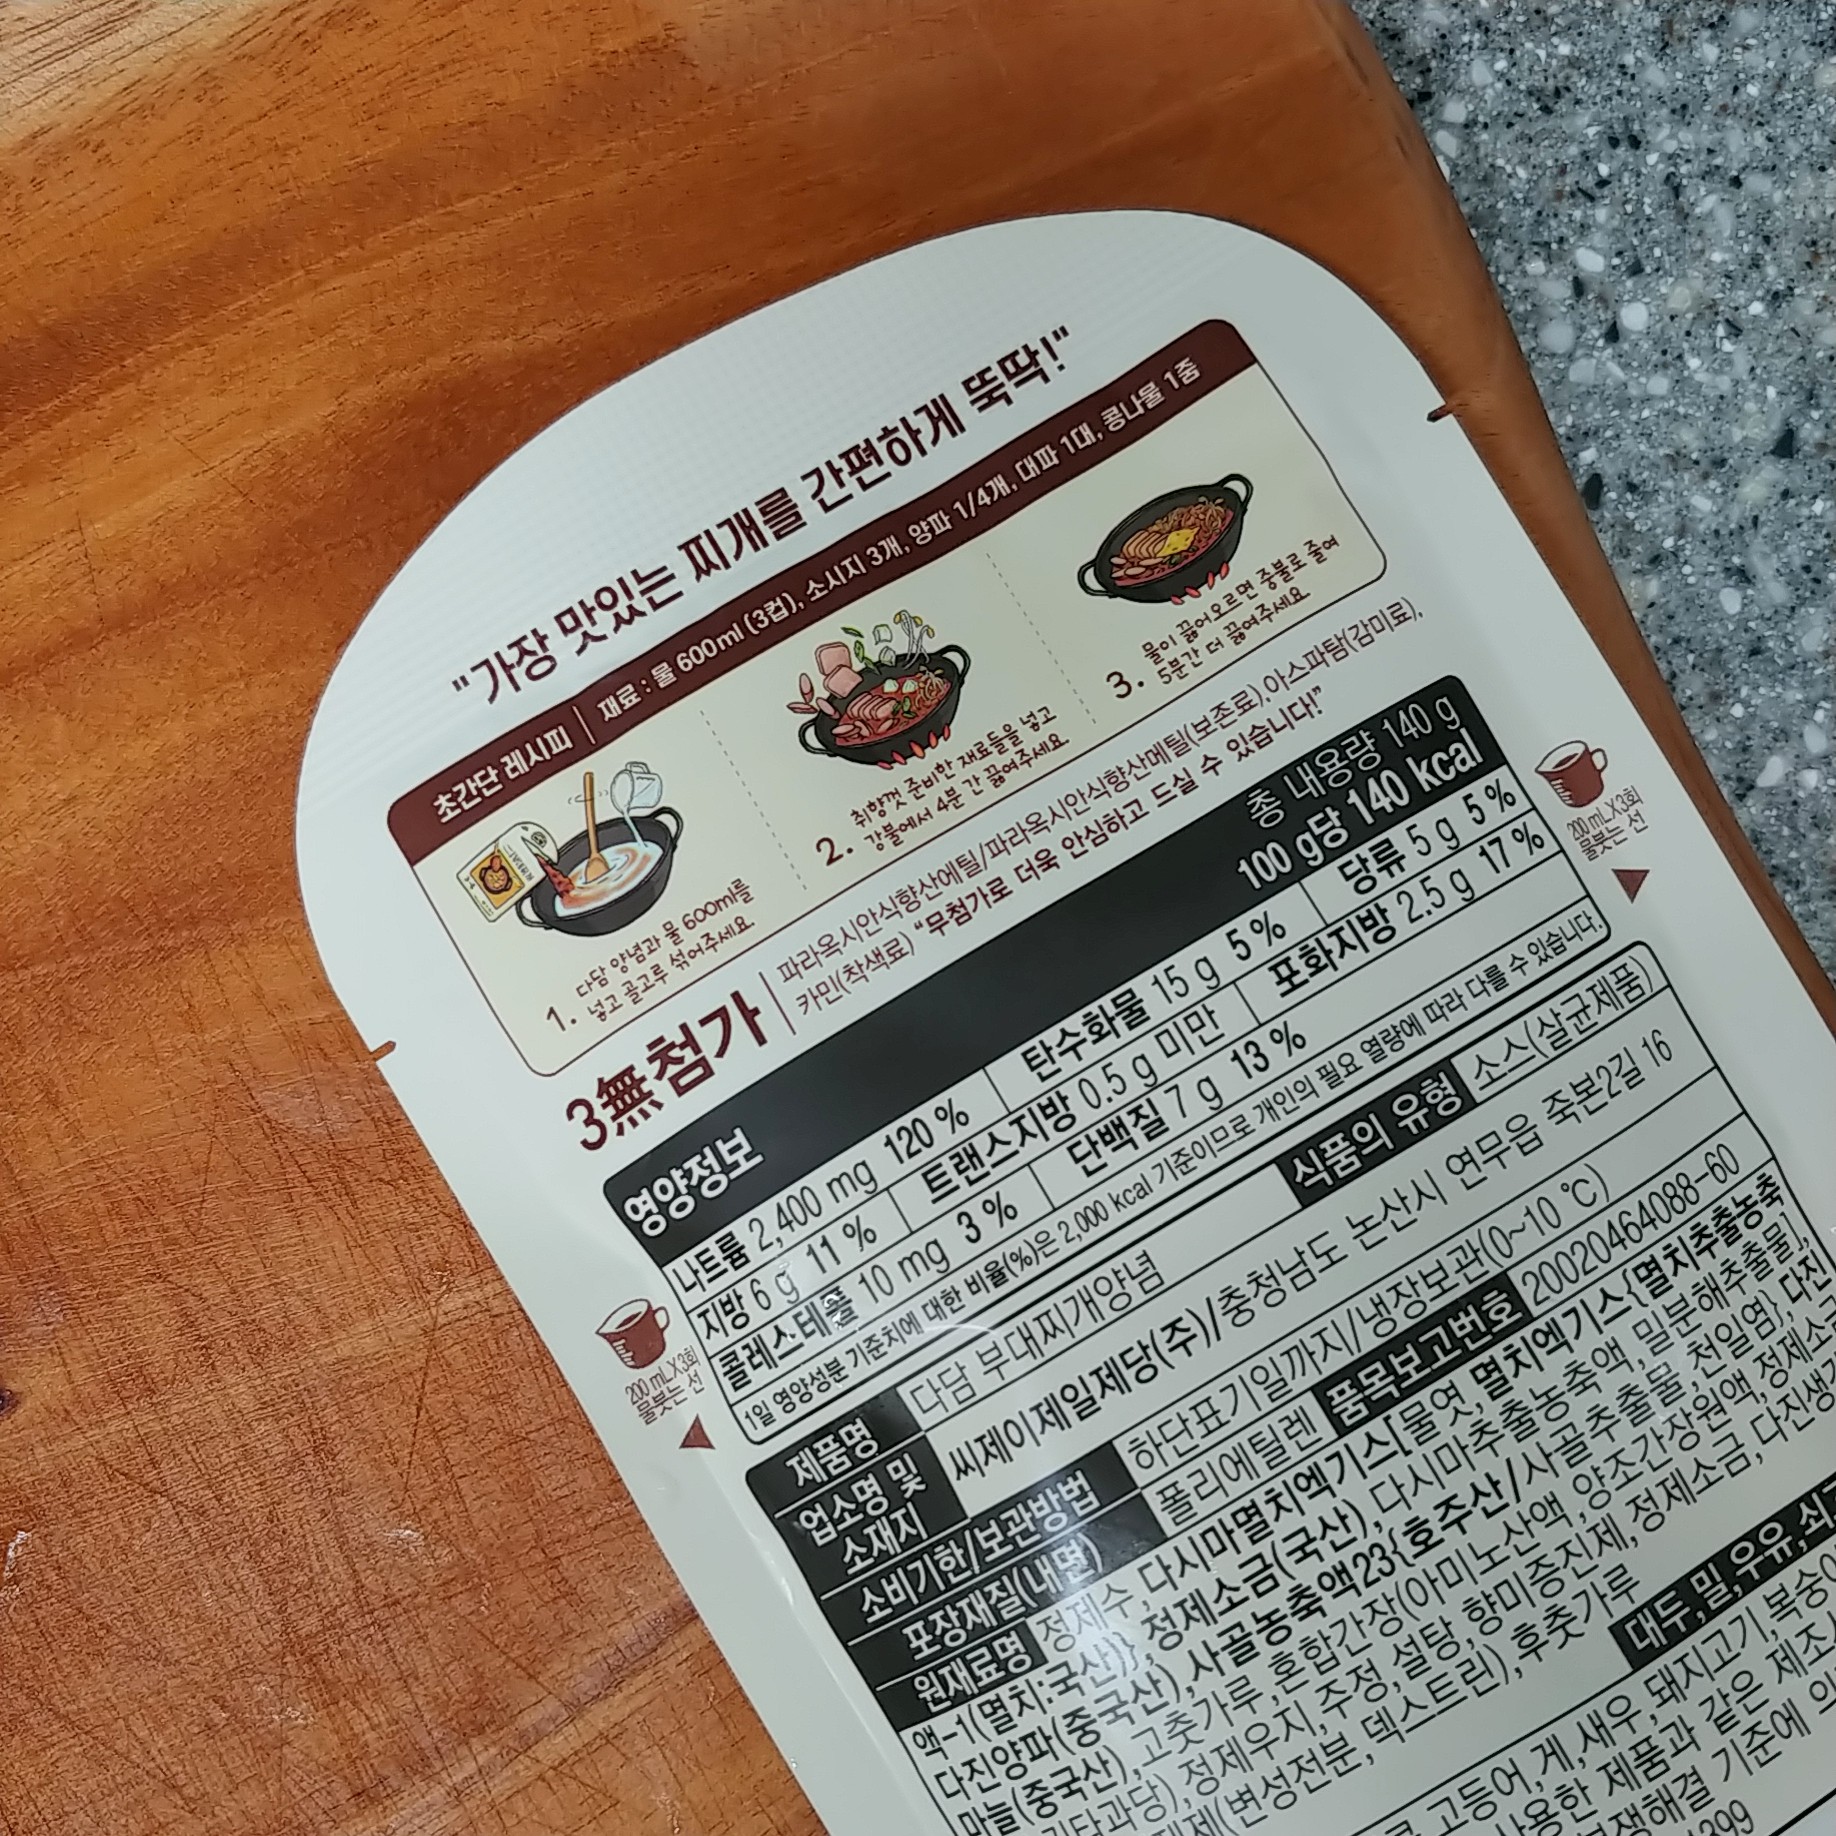 "가장 맛있는 찌개를 간편하게 뚝딱!"
초간단 레시피 | 재료 : 물 600ml (3컵), 소시지 3개, 양파 1/4개, 대파 1대, 콩나물 1줌
1. 다담 양념과 물 600ml를
넣고 골고루 섞어주세요.
2. 취향껏 준비한 재료들을 넣고
강불에서 4분 간 끓여주세요
3. 물이 끓어오르면 중불로 줄여
5분간 더 끓여주세요
3無첨가 | 파라옥시안식향산에틸/파라옥시안식향산메틸(보존료), 아스파탐(감미료),
카민(착색료) "무첨가로 더욱 안심하고 드실 수 있습니다!"
영양정보
총 내용량 140 g
100 g당 140 kcal
나트륨 2,400 mg 120 % 탄수화물 15 g 5 % 당류 5 g 5 %
지방 6 g 11 % 트랜스지방 0.5 g 미만 포화지방 2.5 g 17 %
콜레스테롤 10 mg 3 % 단백질 7 g 13 %
1일 영양성분 기준치에 대한 비율(%)은 2,000 kcal 기준이므로 개인의 필요 열량에 따라 다를 수 있습니다.
200 mL X 3회
물붓는 선
200 mL X 3회
물붓는 선
제품명 다담 부대찌개양념 식품의 유형 소스(살균제품)
업소명 및
소재지 씨제이제일제당(주)/충청남도 논산시 연무읍 죽본2길 16
소비기한/보관방법 하단표기일까지/냉장보관(0~10 ℃)
포장재질(내면) 폴리에틸렌 품목보고번호 20020464088-60
원재료명 정제수, 다시마멸치엑기스[물엿, 멸치엑기스{멸치추출농축
액-1(멸치:국산)}, 정제소금(국산), 다시마추출농축액, 밀분해추출물],
다진양파(중국산), 사골농축액23{호주산/사골추출물, 천일염}, 다진
마늘(중국산), 고춧가루, 혼합간장(아미노산액, 양조간장원액, 정제소금
과당), 정제우지, 주정, 설탕, 향미증진제, 정제소금, 다진생
제(변성전분, 덱스트린), 후춧가루
대두, 밀, 우유, 쇠
고등어, 게, 새우, 돼지고기, 복숭아
사용한 제품과 같은 제조
쟁해결 기준에 의